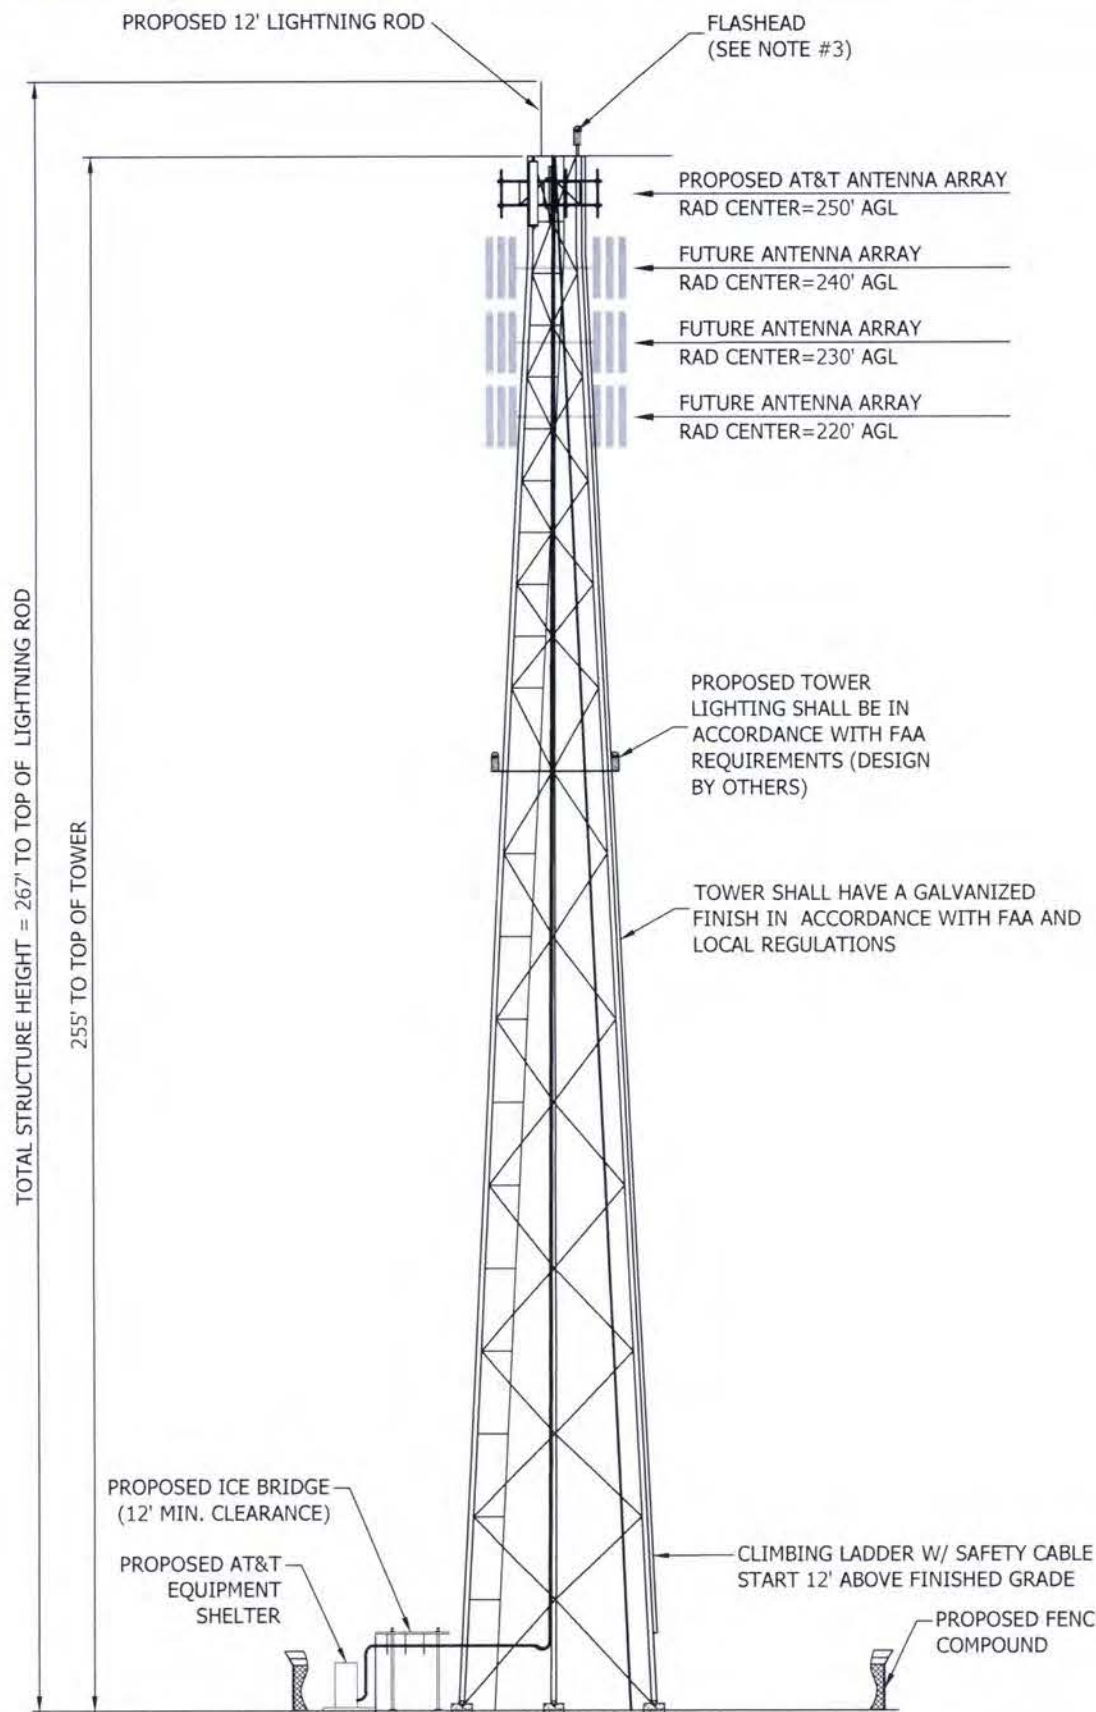 PROPOSED 12' LIGHTNING ROD
FLASHEAD
(SEE NOTE #3)
PROPOSED AT&T ANTENNA ARRAY
RAD CENTER=250' AGL
FUTURE ANTENNA ARRAY
RAD CENTER=240' AGL
FUTURE ANTENNA ARRAY
RAD CENTER=230' AGL
FUTURE ANTENNA ARRAY
RAD CENTER=220' AGL
TOTAL STRUCTURE HEIGHT = 267' TO TOP OF LIGHTNING ROD
255' TO TOP OF TOWER
PROPOSED TOWER
LIGHTING SHALL BE IN
ACCORDANCE WITH FAA
REQUIREMENTS (DESIGN
BY OTHERS)
TOWER SHALL HAVE A GALVANIZED
FINISH IN ACCORDANCE WITH FAA AND
LOCAL REGULATIONS
PROPOSED ICE BRIDGE
(12' MIN. CLEARANCE)
PROPOSED AT&T
EQUIPMENT
SHELTER
CLIMBING LADDER W/ SAFETY CABLE
START 12' ABOVE FINISHED GRADE
PROPOSED FENC
COMPOUND